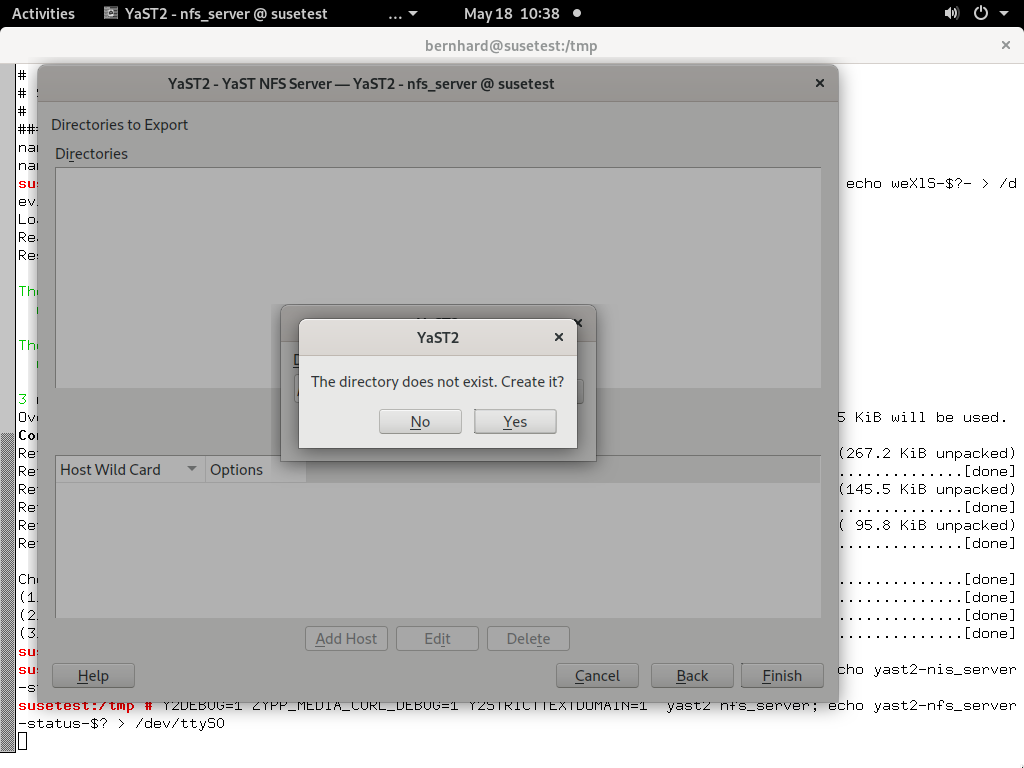 Activities YaST2 - nfs_server @ susetest ... May 18 10:38
bernhard@susetest:/tmp
YaST2 - YaST NFS Server — YaST2 - nfs_server @ susetest
#
#
#
Directories to Export
Directories
echo weXlS-$?- > /d
YaST2
The directory does not exist. Create it?
No Yes
3
5 KiB will be used.
(267.2 KiB unpacked)
..............[done]
(145.5 KiB unpacked)
..............[done]
( 95.8 KiB unpacked)
..............[done]
Host Wild Card Options
..............[done]
..............[done]
..............[done]
..............[done]
Add Host Edit Delete
Help Cancel Back Finish
susetest:/tmp # Y2DEBUG=1 ZYPP_MEDIA_CURL_DEBUG=1 Y2STRICTTEXTDOMAIN=1 yast2 nfs_server; echo yast2-nfs_server
-status-$? > /dev/ttyS0
cho yast2-nis_server